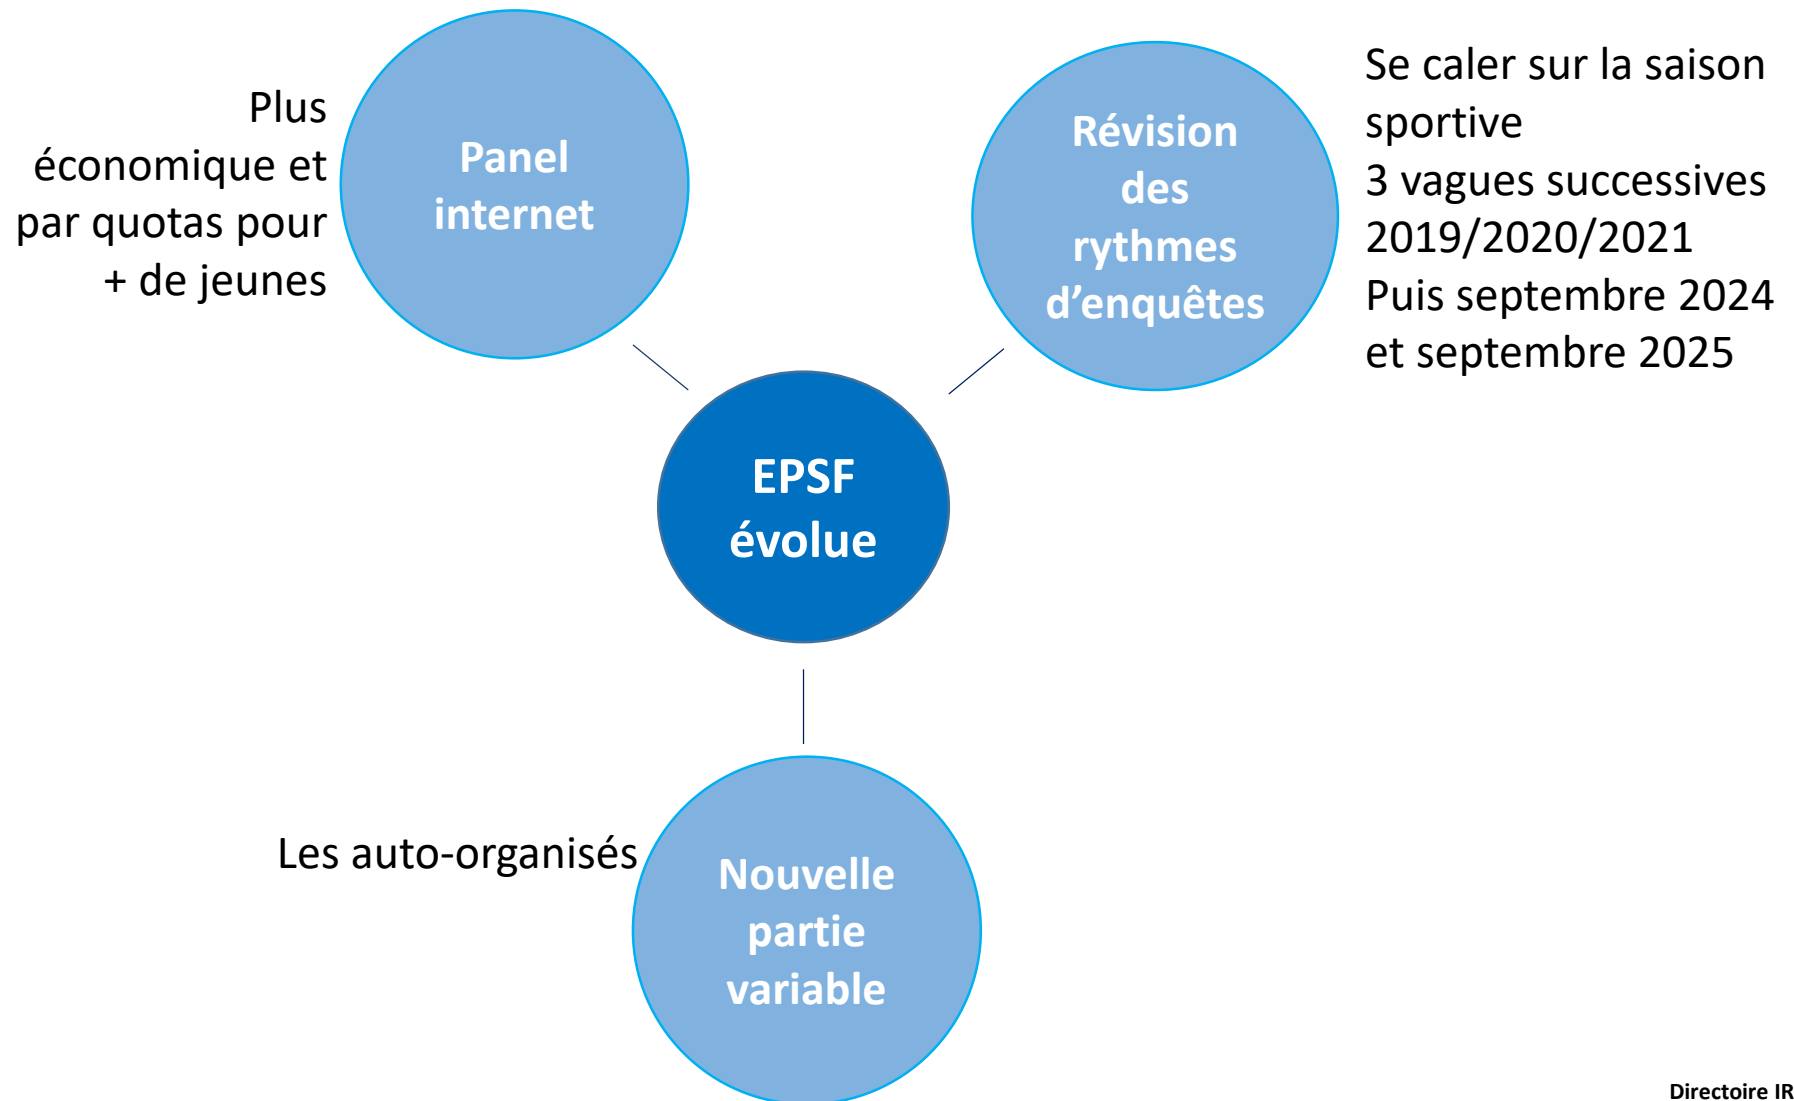 Plus
économique et
par quotas pour
+ de jeunes
Panel
internet
Révision
des
rythmes
d’enquêtes
Se caler sur la saison
sportive
3 vagues successives
2019/2020/2021
Puis septembre 2024
et septembre 2025
EPSF
évolue
Les auto-organisés
Nouvelle
partie
variable
Directoire IR